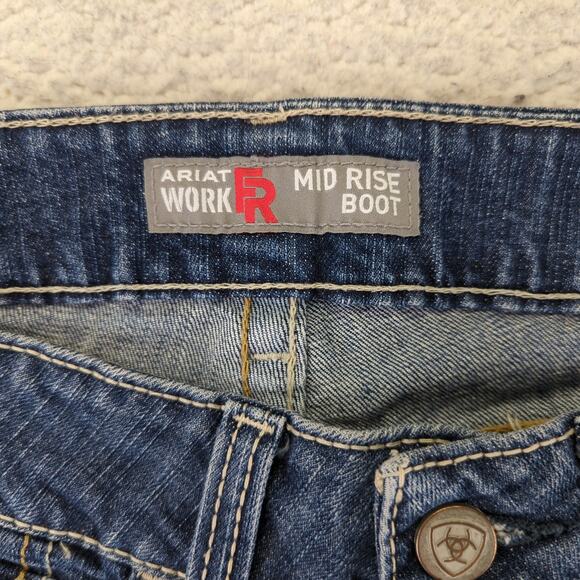 ARIAT
WORK FR
MID RISE
BOOT